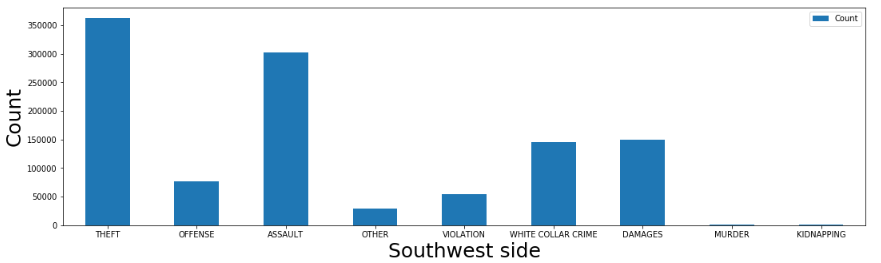 Count
350000
300000
250000
200000
150000
100000
50000
0
Count
THEFT OFFENSE ASSAULT OTHER VIOLATION WHITE COLLAR CRIME DAMAGES MURDER KIDNAPPING
Southwest side